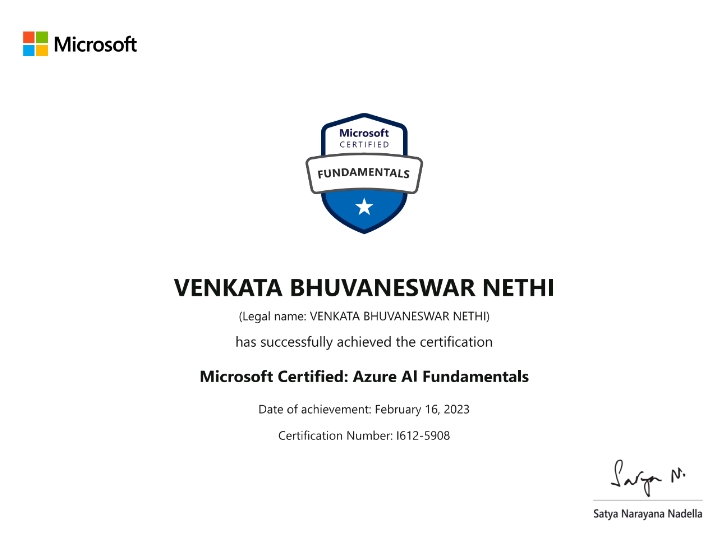 Microsoft
Microsoft
CERTIFIED
FUNDAMENTALS
VENKATA BHUVANESWAR NETHI
(Legal name: VENKATA BHUVANESWAR NETHI)
has successfully achieved the certification
Microsoft Certified: Azure AI Fundamentals
Date of achievement: February 16, 2023
Certification Number: I612-5908
Satya N.
Satya Narayana Nadella